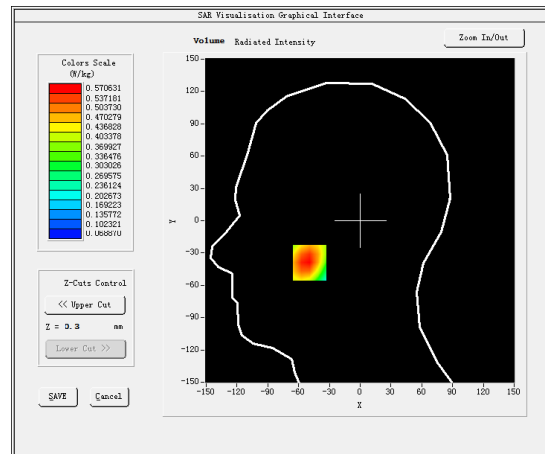 SAR Visualisation Graphical Interface
Volume Radiated Intensity
Zoom In/Out
Colors Scale
(W/kg)
0.570631
0.537181
0.503730
0.470279
0.436828
0.403378
0.369927
0.336476
0.303026
0.269575
0.236124
0.202673
0.169223
0.135772
0.102321
0.068870
Z-Cuts Control
<< Upper Cut
Z = 0.3 mm
Lower Cut >>
SAVE Cancel
150
120
90
60
30
0
-30
-60
-90
-120
-150
Y
-150 -120 -90 -60 -30 0 30 60 90 120 150
X